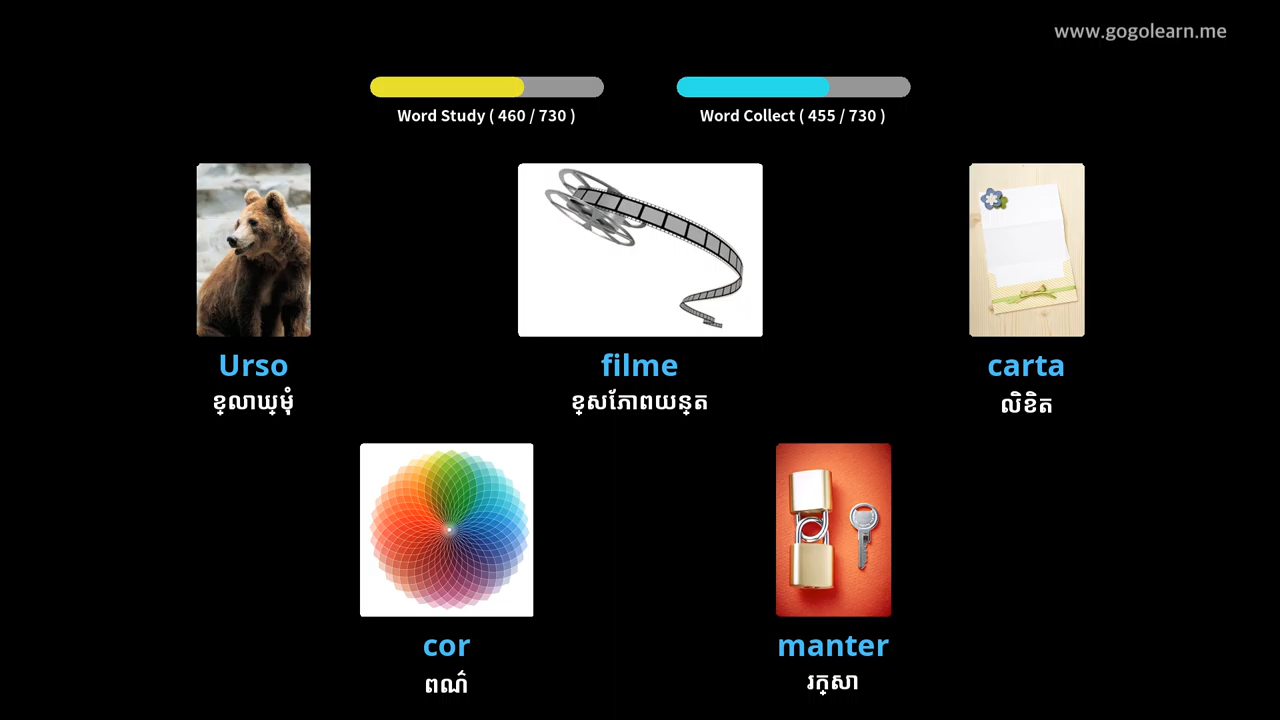 www.gogolearn.me
Word Study ( 460 / 730 )
Word Collect ( 455 / 730 )
Urso
filme
carta
ខ្លាឃ្មុំ
ខ្សែភាពយន្ត
លិខិត
cor
manter
ពណ៌
រក្សា